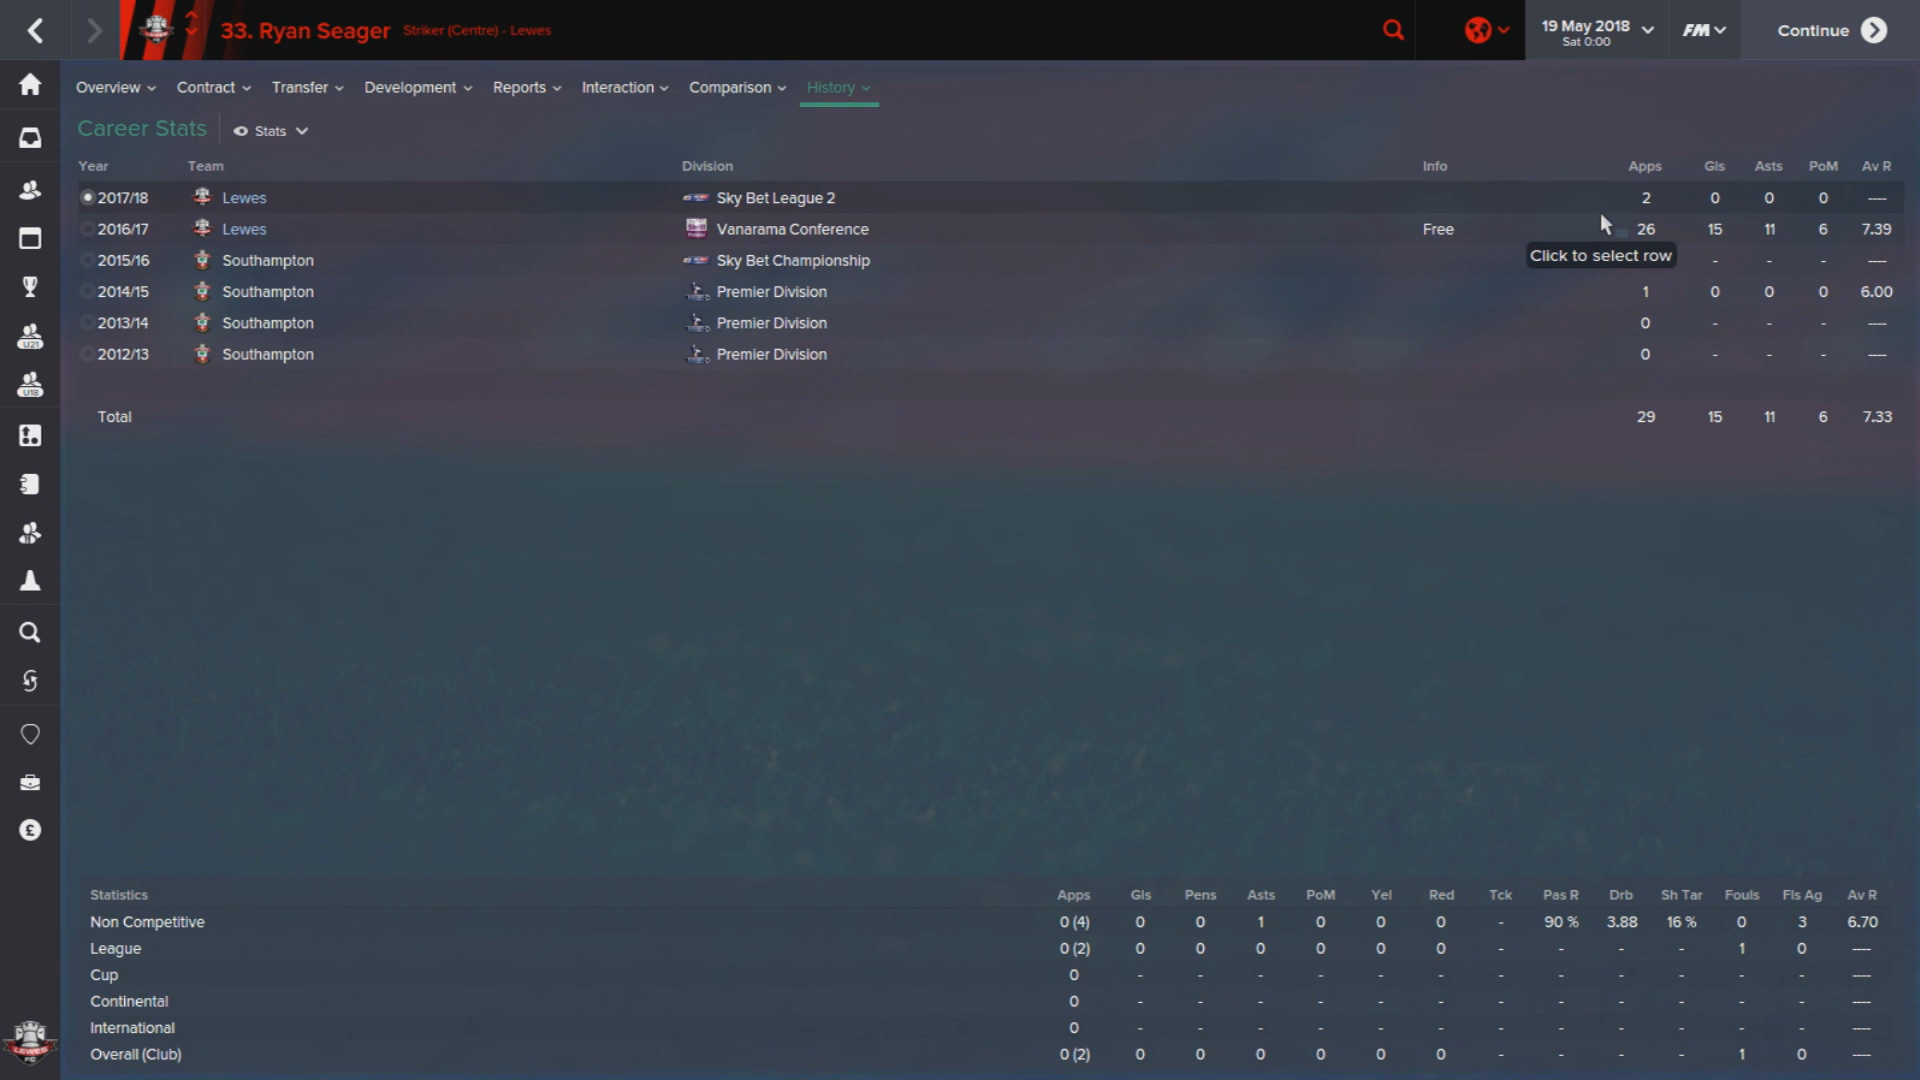 33. Ryan Seager Striker (Centre) - Lewes 19 May 2018 Sat 0:00 FM Continue
Overview Contract Transfer Development Reports Interaction Comparison History
Career Stats Stats
Year Team Division Info Apps Gls Asts PoM Av R
2017/18 Lewes Sky Bet League 2 2 0 0 0 ----
2016/17 Lewes Vanarama Conference Free 26 15 11 6 7.39
Click to select row
2015/16 Southampton Sky Bet Championship - - - ----
2014/15 Southampton Premier Division 1 0 0 0 6.00
2013/14 Southampton Premier Division 0 - - - ----
2012/13 Southampton Premier Division 0 - - - ----
Total 29 15 11 6 7.33
U21
U18
LEWES FC
Statistics Apps Gls Pens Asts PoM Yel Red Tck Pas R Drb Sh Tar Fouls Fls Ag Av R
Non Competitive 0 (4) 0 0 1 0 0 0 - 90 % 3.88 16 % 0 3 6.70
League 0 (2) 0 0 0 0 0 0 - - - - 1 0 ----
Cup 0 - - - - - - - - - - - - ----
Continental 0 - - - - - - - - - - - - ----
International 0 - - - - - - - - - - - - ----
Overall (Club) 0 (2) 0 0 0 0 0 0 - - - - 1 0 ----